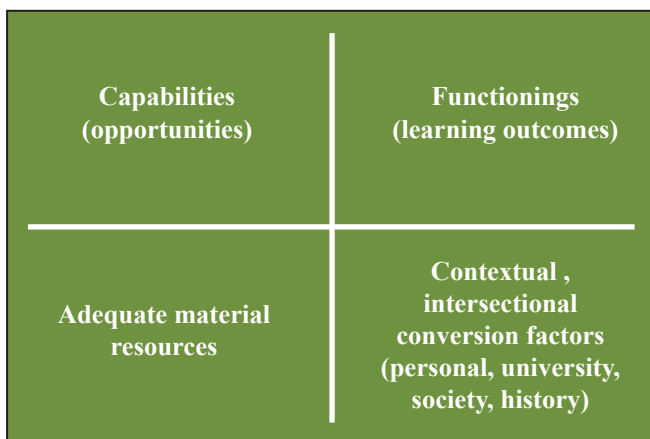 Capabilities
(opportunities)
Functionings
(learning outcomes)
Adequate material
resources
Contextual ,
intersectional
conversion factors
(personal, university,
society, history)